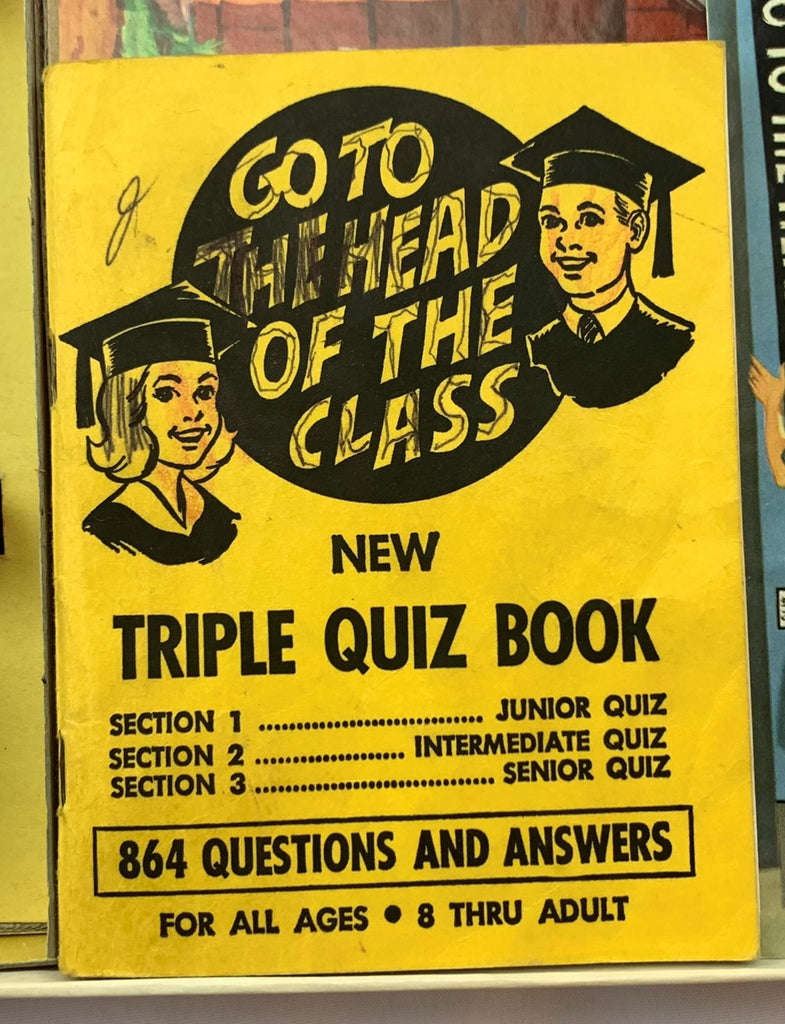 GO TO
THE HEAD
OF THE
CLASS
NEW
TRIPLE QUIZ BOOK
SECTION 1 ................................ JUNIOR QUIZ
SECTION 2 ..................... INTERMEDIATE QUIZ
SECTION 3 .................................. SENIOR QUIZ
864 QUESTIONS AND ANSWERS
FOR ALL AGES • 8 THRU ADULT